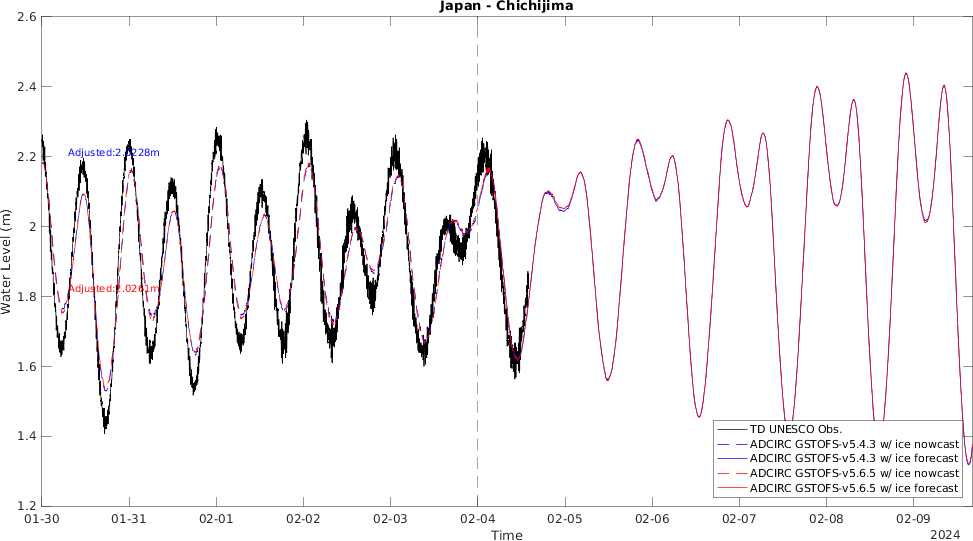 Japan - Chichijima
Water Level (m)
2.6
2.4
2.2
2
1.8
1.6
1.4
1.2
Adjusted:2.
228m
Adjusted:2.0261m
TD UNESCO Obs.
ADCIRC GSTOFS-v5.4.3 w/ ice nowcast
ADCIRC GSTOFS-v5.4.3 w/ ice forecast
ADCIRC GSTOFS-v5.6.5 w/ ice nowcast
ADCIRC GSTOFS-v5.6.5 w/ ice forecast
01-30 01-31 02-01 02-02 02-03 02-04 02-05 02-06 02-07 02-08 02-09
Time
2024